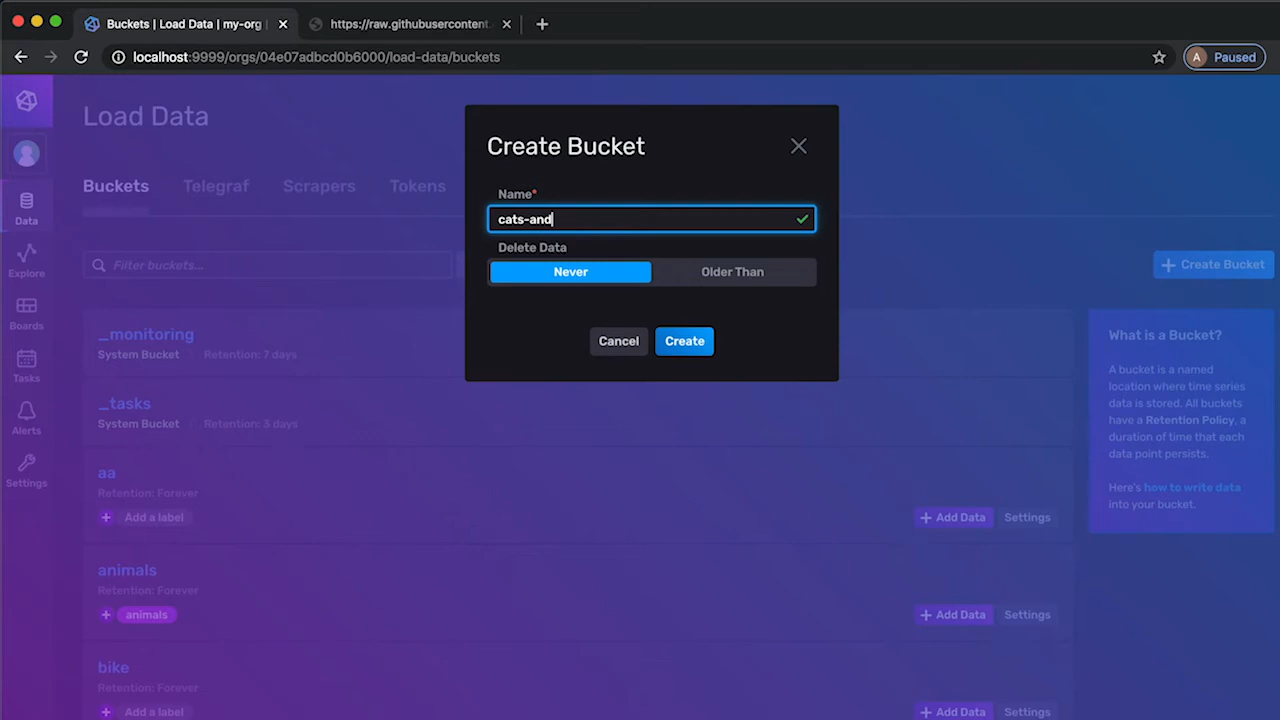 Buckets | Load Data | my-org |
https://raw.githubusercontent.
localhost:9999/orgs/04e07adbcd0b6000/load-data/buckets
A Paused
Load Data
Buckets Telegraf Scrapers Tokens
Filter buckets...
Create Bucket
_monitoring
System Bucket Retention: 7 days
_tasks
System Bucket Retention: 3 days
aa
Retention: Forever
+ Add a label
+ Add Data Settings
animals
Retention: Forever
+ animals
+ Add Data Settings
bike
Retention: Forever
+ Add a label
+ Add Data Settings
Data
Explore
Boards
Tasks
Alerts
Settings
Create Bucket
Name*
cats-and
Delete Data
Never Older Than
Cancel Create
What is a Bucket?
A bucket is a named
location where time series
data is stored. All buckets
have a Retention Policy, a
duration of time that each
data point persists.
Here's how to write data
into your bucket.